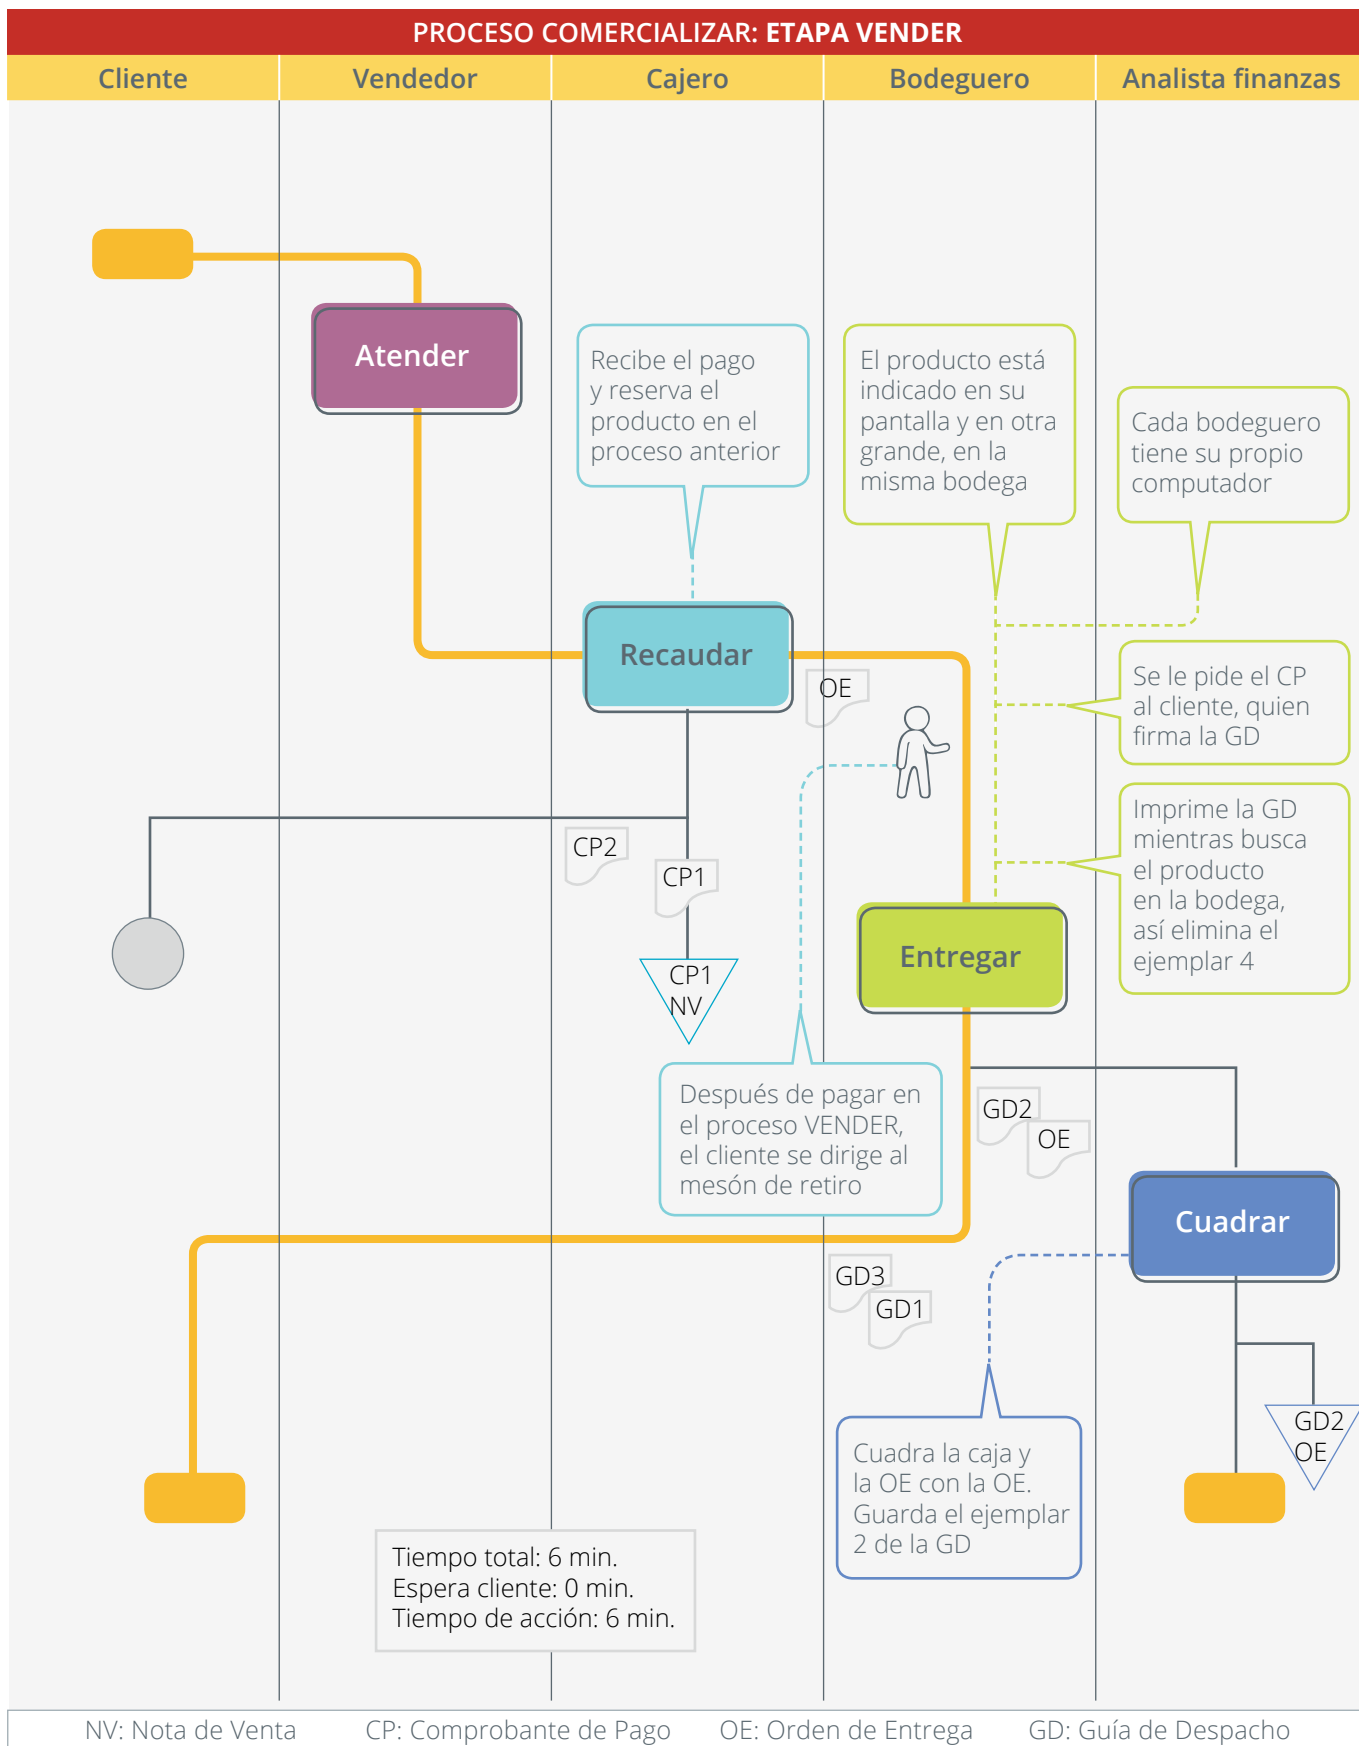 PROCESO COMERCIALIZAR: ETAPA VENDER
Cliente
Vendedor
Cajero
Bodeguero
Analista finanzas
Atender
Recibe el pago
y reserva el
producto en el
proceso anterior
El producto está
indicado en su
pantalla y en otra
grande, en la
misma bodega
Cada bodeguero
tiene su propio
computador
Recaudar
OE
Se le pide el CP
al cliente, quien
firma la GD
Imprime la GD
mientras busca
el producto
en la bodega,
así elimina el
ejemplar 4
CP2
CP1
CP1
NV
Entregar
Después de pagar en
el proceso VENDER,
el cliente se dirige al
mesón de retiro
GD2
OE
Cuadrar
GD3
GD1
Cuadra la caja y
la OE con la OE.
Guarda el ejemplar
2 de la GD
GD2
OE
Tiempo total: 6 min.
Espera cliente: 0 min.
Tiempo de acción: 6 min.
NV: Nota de Venta CP: Comprobante de Pago OE: Orden de Entrega GD: Guía de Despacho